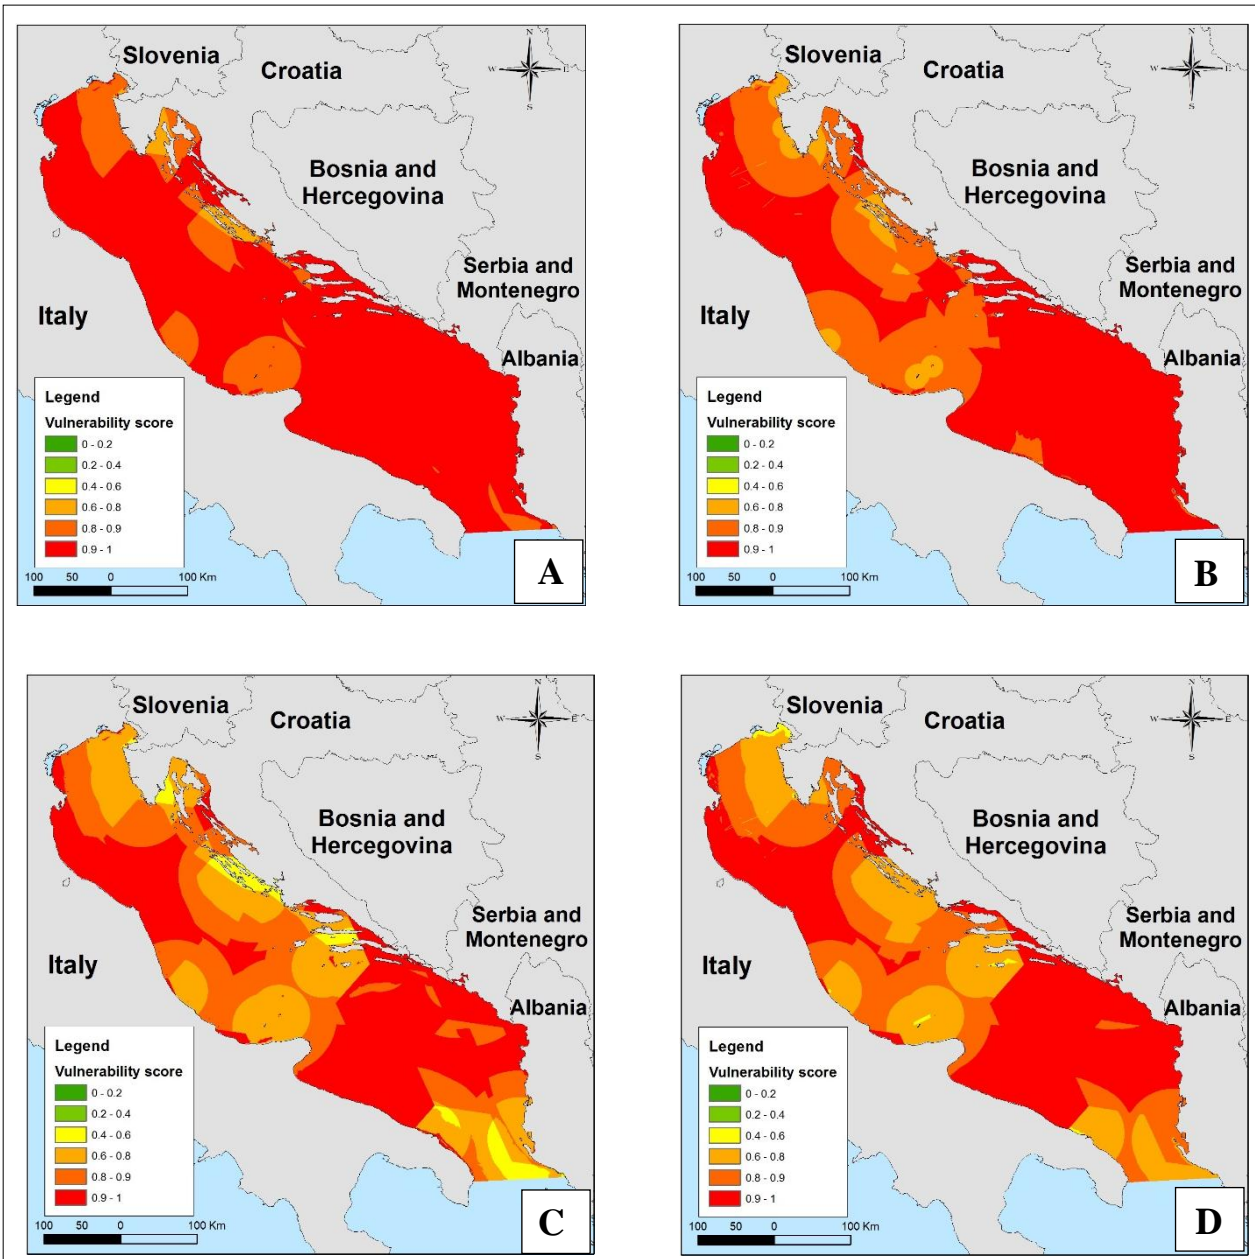 Slovenia
Croatia
N
W E
S
Bosnia and
Hercegovina
Serbia and
Montenegro
Italy
Albania
Legend
Vulnerability score
0 - 0.2
0.2 - 0.4
0.4 - 0.6
0.6 - 0.8
0.8 - 0.9
0.9 - 1
100 50 0 100 Km
A
Slovenia
Croatia
N
W E
S
Bosnia and
Hercegovina
Serbia and
Montenegro
Italy
Albania
Legend
Vulnerability score
0 - 0.2
0.2 - 0.4
0.4 - 0.6
0.6 - 0.8
0.8 - 0.9
0.9 - 1
100 50 0 100 Km
B
Slovenia
Croatia
N
W E
S
Bosnia and
Hercegovina
Serbia and
Montenegro
Italy
Albania
Legend
Vulnerability score
0 - 0.2
0.2 - 0.4
0.4 - 0.6
0.6 - 0.8
0.8 - 0.9
0.9 - 1
100 50 0 100 Km
C
Slovenia
Croatia
N
W E
S
Bosnia and
Hercegovina
Serbia and
Montenegro
Italy
Albania
Legend
Vulnerability score
0 - 0.2
0.2 - 0.4
0.4 - 0.6
0.6 - 0.8
0.8 - 0.9
0.9 - 1
100 50 0 100 Km
D